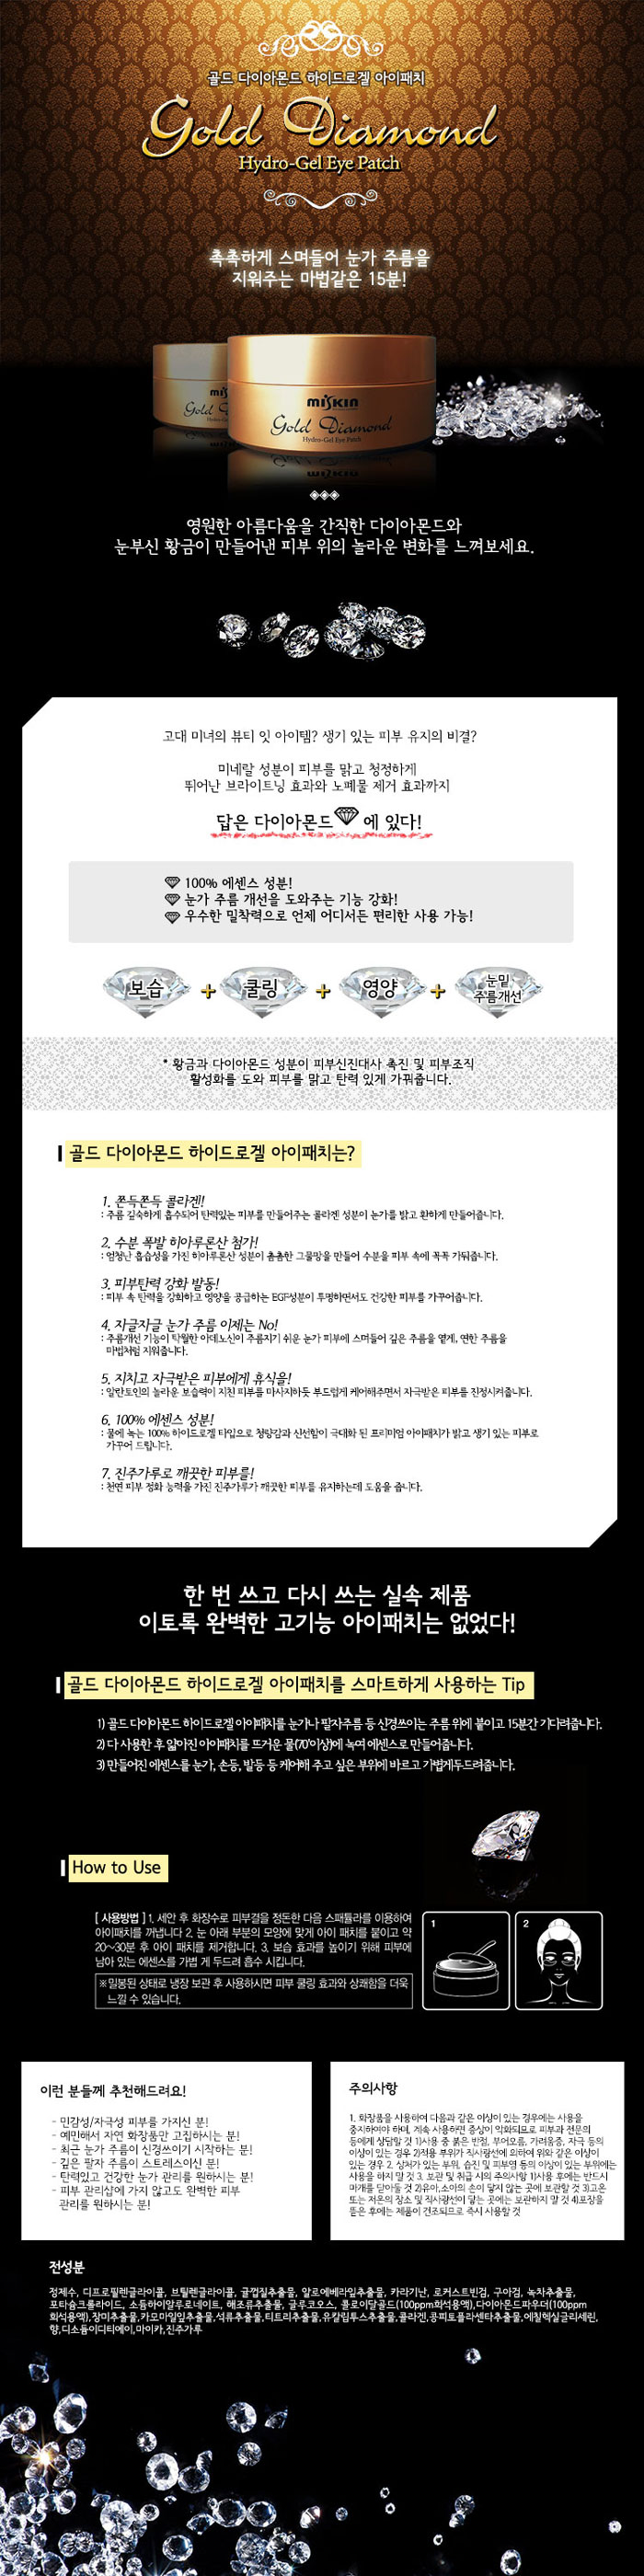 골드 다이아몬드 하이드로겔 아이패치
Gold Diamond
Hydro-Gel Eye Patch
촉촉하게 스며들어 눈가 주름을
지워주는 마법같은 15분!
miskin
Gold Diamond
Hydro-Gel Eye Patch
영원한 아름다움을 간직한 다이아몬드와
눈부신 황금이 만들어낸 피부 위의 놀라운 변화를 느껴보세요.
고대 미녀의 뷰티 잇 아이템? 생기 있는 피부 유지의 비결?
미네랄 성분이 피부를 맑고 청정하게
뛰어난 브라이트닝 효과와 노폐물 제거 효과까지
답은 다이아몬드 에 있다!
100% 에센스 성분!
눈가 주름 개선을 도와주는 기능 강화!
우수한 밀착력으로 언제 어디서든 편리한 사용 가능!
보습 + 쿨링 + 영양 + 눈밑
주름개선
* 황금과 다이아몬드 성분이 피부신진대사 촉진 및 피부조직
활성화를 도와 피부를 맑고 탄력 있게 가꿔줍니다.
골드 다이아몬드 하이드로겔 아이패치는?
1. 쫀득쫀득 콜라겐!
: 주름 깊숙하게 흡수되어 탄력있는 피부를 만들어주는 콜라겐 성분이 눈가를 밝고 환하게 만들어줍니다.
2. 수분 폭발 히아루론산 첨가!
: 엄청난 흡습성을 가진 히아루론산 성분이 촘촘한 그물망을 만들어 수분을 피부 속에 꼭꼭 가둬줍니다.
3. 피부탄력 강화 발동!
: 피부 속 탄력을 강화하고 영양을 공급하는 EGF성분이 투명하면서도 건강한 피부를 가꾸어줍니다.
4. 자글자글 눈가 주름 이제는 No!
: 주름개선 기능이 탁월한 아데노신이 주름지기 쉬운 눈가 피부에 스며들어 깊은 주름을 옅게, 연한 주름을
마법처럼 지워줍니다.
5. 지치고 자극받은 피부에게 휴식을!
: 알란토인의 놀라운 보습력이 지친 피부를 마사지하듯 부드럽게 케어해주면서 자극받은 피부를 진정시켜줍니다.
6. 100% 에센스 성분!
: 물에 녹는 100% 하이드로겔 타입으로 청량감과 신선함이 극대화 된 프리미엄 아이패치가 밝고 생기 있는 피부로
가꾸어 드립니다.
7. 진주가루로 깨끗한 피부를!
: 천연 피부 정화 능력을 가진 진주가루가 깨끗한 피부를 유지하는데 도움을 줍니다.
한 번 쓰고 다시 쓰는 실속 제품
이토록 완벽한 고기능 아이패치는 없었다!
골드 다이아몬드 하이드로겔 아이패치를 스마트하게 사용하는 Tip
1) 골드 다이아몬드 하이드로겔 아이패치를 눈가나 팔자주름 등 신경쓰이는 주름 위에 붙이고 15분간 기다려줍니다.
2) 다 사용한 후 얇아진 아이패치를 뜨거운 물(70˚이상)에 녹여 에센스로 만들어줍니다.
3) 만들어진 에센스를 눈가, 손등, 발등 등 케어해 주고 싶은 부위에 바르고 가볍게 두드려줍니다.
How to Use
[ 사용방법 ] 1. 세안 후 화장수로 피부결을 정돈한 다음 스패튤라를 이용하여
아이패치를 꺼냅니다 2. 눈 아래 부분의 모양에 맞게 아이 패치를 붙이고 약
20~30분 후 아이 패치를 제거합니다. 3. 보습 효과를 높이기 위해 피부에
남아 있는 에센스를 가볍 게 두드려 흡수 시킵니다.
※밀봉된 상태로 냉장 보관 후 사용하시면 피부 쿨링 효과와 상쾌함을 더욱
느낄 수 있습니다.
1
2
이런 분들께 추천해드려요!
- 민감성/자극성 피부를 가지신 분!
- 예민해서 자연 화장품만 고집하시는 분!
- 최근 눈가 주름이 신경쓰이기 시작하는 분!
- 깊은 팔자 주름이 스트레스이신 분!
- 탄력있고 건강한 눈가 관리를 원하시는 분!
- 피부 관리샵에 가지 않고도 완벽한 피부
관리를 원하시는 분!
주의사항
1. 화장품을 사용하여 다음과 같은 이상이 있는 경우에는 사용을
중지하여야 하며, 계속 사용하면 증상이 악화되므로 피부과 전문의
등에게 상담할 것 1)사용 중 붉은 반점, 부어오름, 가려움증, 자극 등의
이상이 있는 경우 2)적용 부위가 직사광선에 의하여 위와 같은 이상이
있는 경우 2. 상처가 있는 부위, 습진 및 피부염 등의 이상이 있는 부위에는
사용을 하지 말 것 3. 보관 및 취급 시의 주의사항 1)사용 후에는 반드시
마개를 닫아둘 것 2)유아,소아의 손이 닿지 않는 곳에 보관할 것 3)고온
또는 저온의 장소 및 직사광선이 닿는 곳에는 보관하지 말 것 4)포장을
뜯은 후에는 제품이 건조되므로 즉시 사용할 것
전성분
정제수, 디프로필렌글라이콜, 브틸렌글라이콜, 귤껍질추출물, 알로에베라잎추출물, 카라기난, 로커스트빈검, 구아검, 녹차추출물,
포타슘크롤라이드, 소듐하이알루로네이트, 해조류추출물, 글루코오스, 콜로이달골드(100ppm희석용액),다이아몬드파우더(100ppm
희석용액),장미추출물,카모마일잎추출물,석류추출물,티트리추출물,유칼립투스추출물,콜라겐,콩피토플라센타추출물,에칠헥실글리세린,
향,디소듐이디티에이,마이카,진주가루